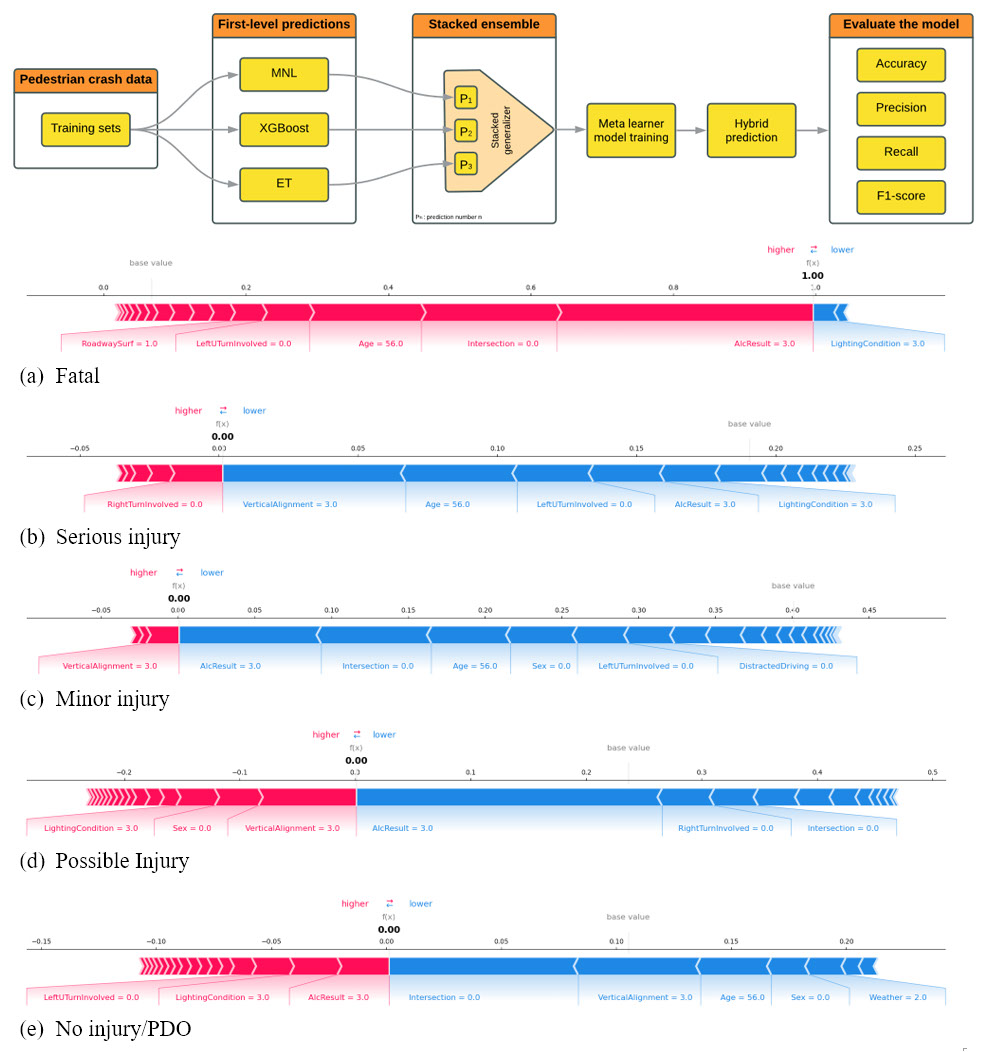 Pedestrian crash data
Training sets
First-level predictions
MNL
XGBoost
ET
Stacked ensemble
P₁
P₂
P₃
Stacked
generalizer
Pₙ : prediction number n
Meta learner
model training
Hybrid
prediction
Evaluate the model
Accuracy
Precision
Recall
F1-score
higher ⇄ lower
base value f(x)
1.00
0.0 0.2 0.4 0.6 0.8 1.0
RoadwaySurf = 1.0 LeftUTurnInvolved = 0.0 Age = 56.0 Intersection = 0.0 AlcResult = 3.0 LightingCondition = 3.0
(a) Fatal
higher ⇄ lower
f(x) base value
0.00
−0.05 0.00 0.05 0.10 0.15 0.20 0.25
RightTurnInvolved = 0.0 VerticalAlignment = 3.0 Age = 56.0 LeftUTurnInvolved = 0.0 AlcResult = 3.0 LightingCondition = 3.0
(b) Serious injury
higher ⇄ lower
f(x) base value
0.00
−0.05 0.00 0.05 0.10 0.15 0.20 0.25 0.30 0.35 0.40 0.45
VerticalAlignment = 3.0 AlcResult = 3.0 Intersection = 0.0 Age = 56.0 Sex = 0.0 LeftUTurnInvolved = 0.0 DistractedDriving = 0.0
(c) Minor injury
higher ⇄ lower
f(x) base value
0.00
−0.2 −0.1 0.1 0.2 0.3 0.4 0.5
LightingCondition = 3.0 Sex = 0.0 VerticalAlignment = 3.0 AlcResult = 3.0 RightTurnInvolved = 0.0 Intersection = 0.0
(d) Possible Injury
higher ⇄ lower
f(x) base value
0.00
−0.15 −0.10 −0.05 0.00 0.05 0.10 0.15 0.20
LeftUTurnInvolved = 0.0 LightingCondition = 3.0 AlcResult = 3.0 Intersection = 0.0 VerticalAlignment = 3.0 Age = 56.0 Sex = 0.0 Weather = 2.0
(e) No injury/PDO